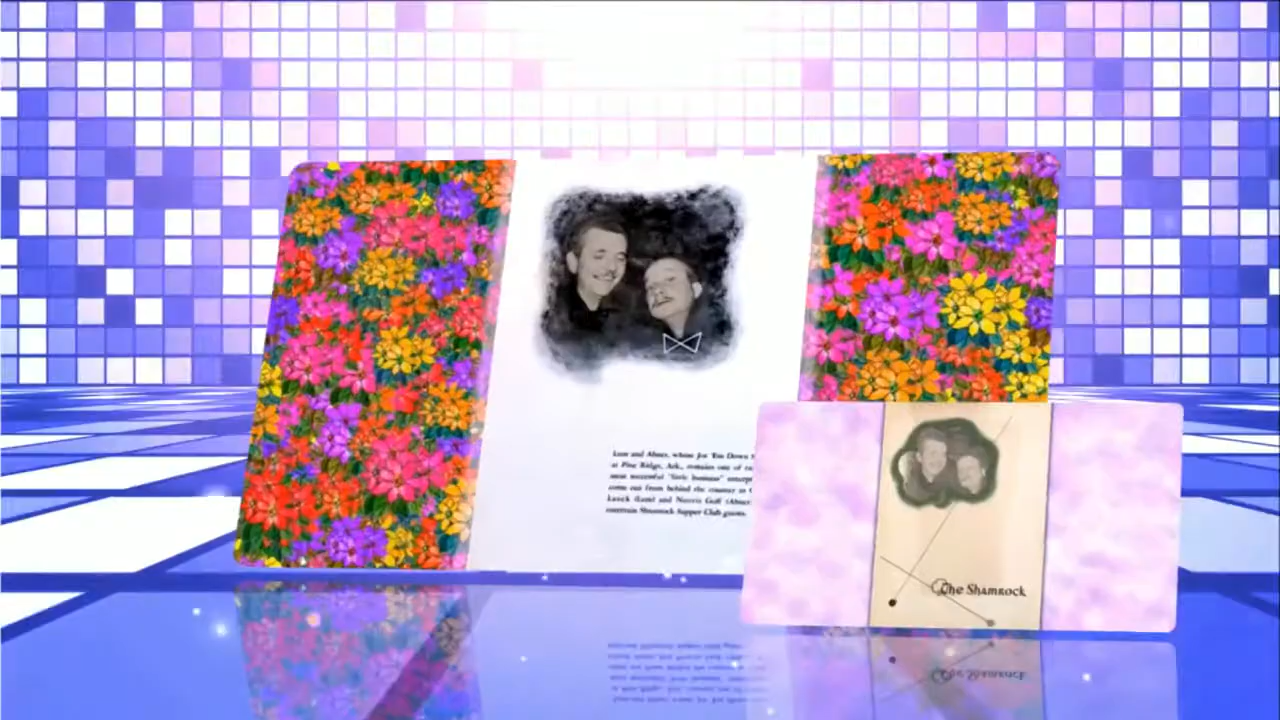 Lum and Abner, whose Jot 'Em Down
at Pine Ridge, Ark., remains one of
most successful "little business"
come out from behind the counter to
Lauck (Lum) and Norris Goff (Abner)
entertain Shamrock Supper Club guests.
The Shamrock